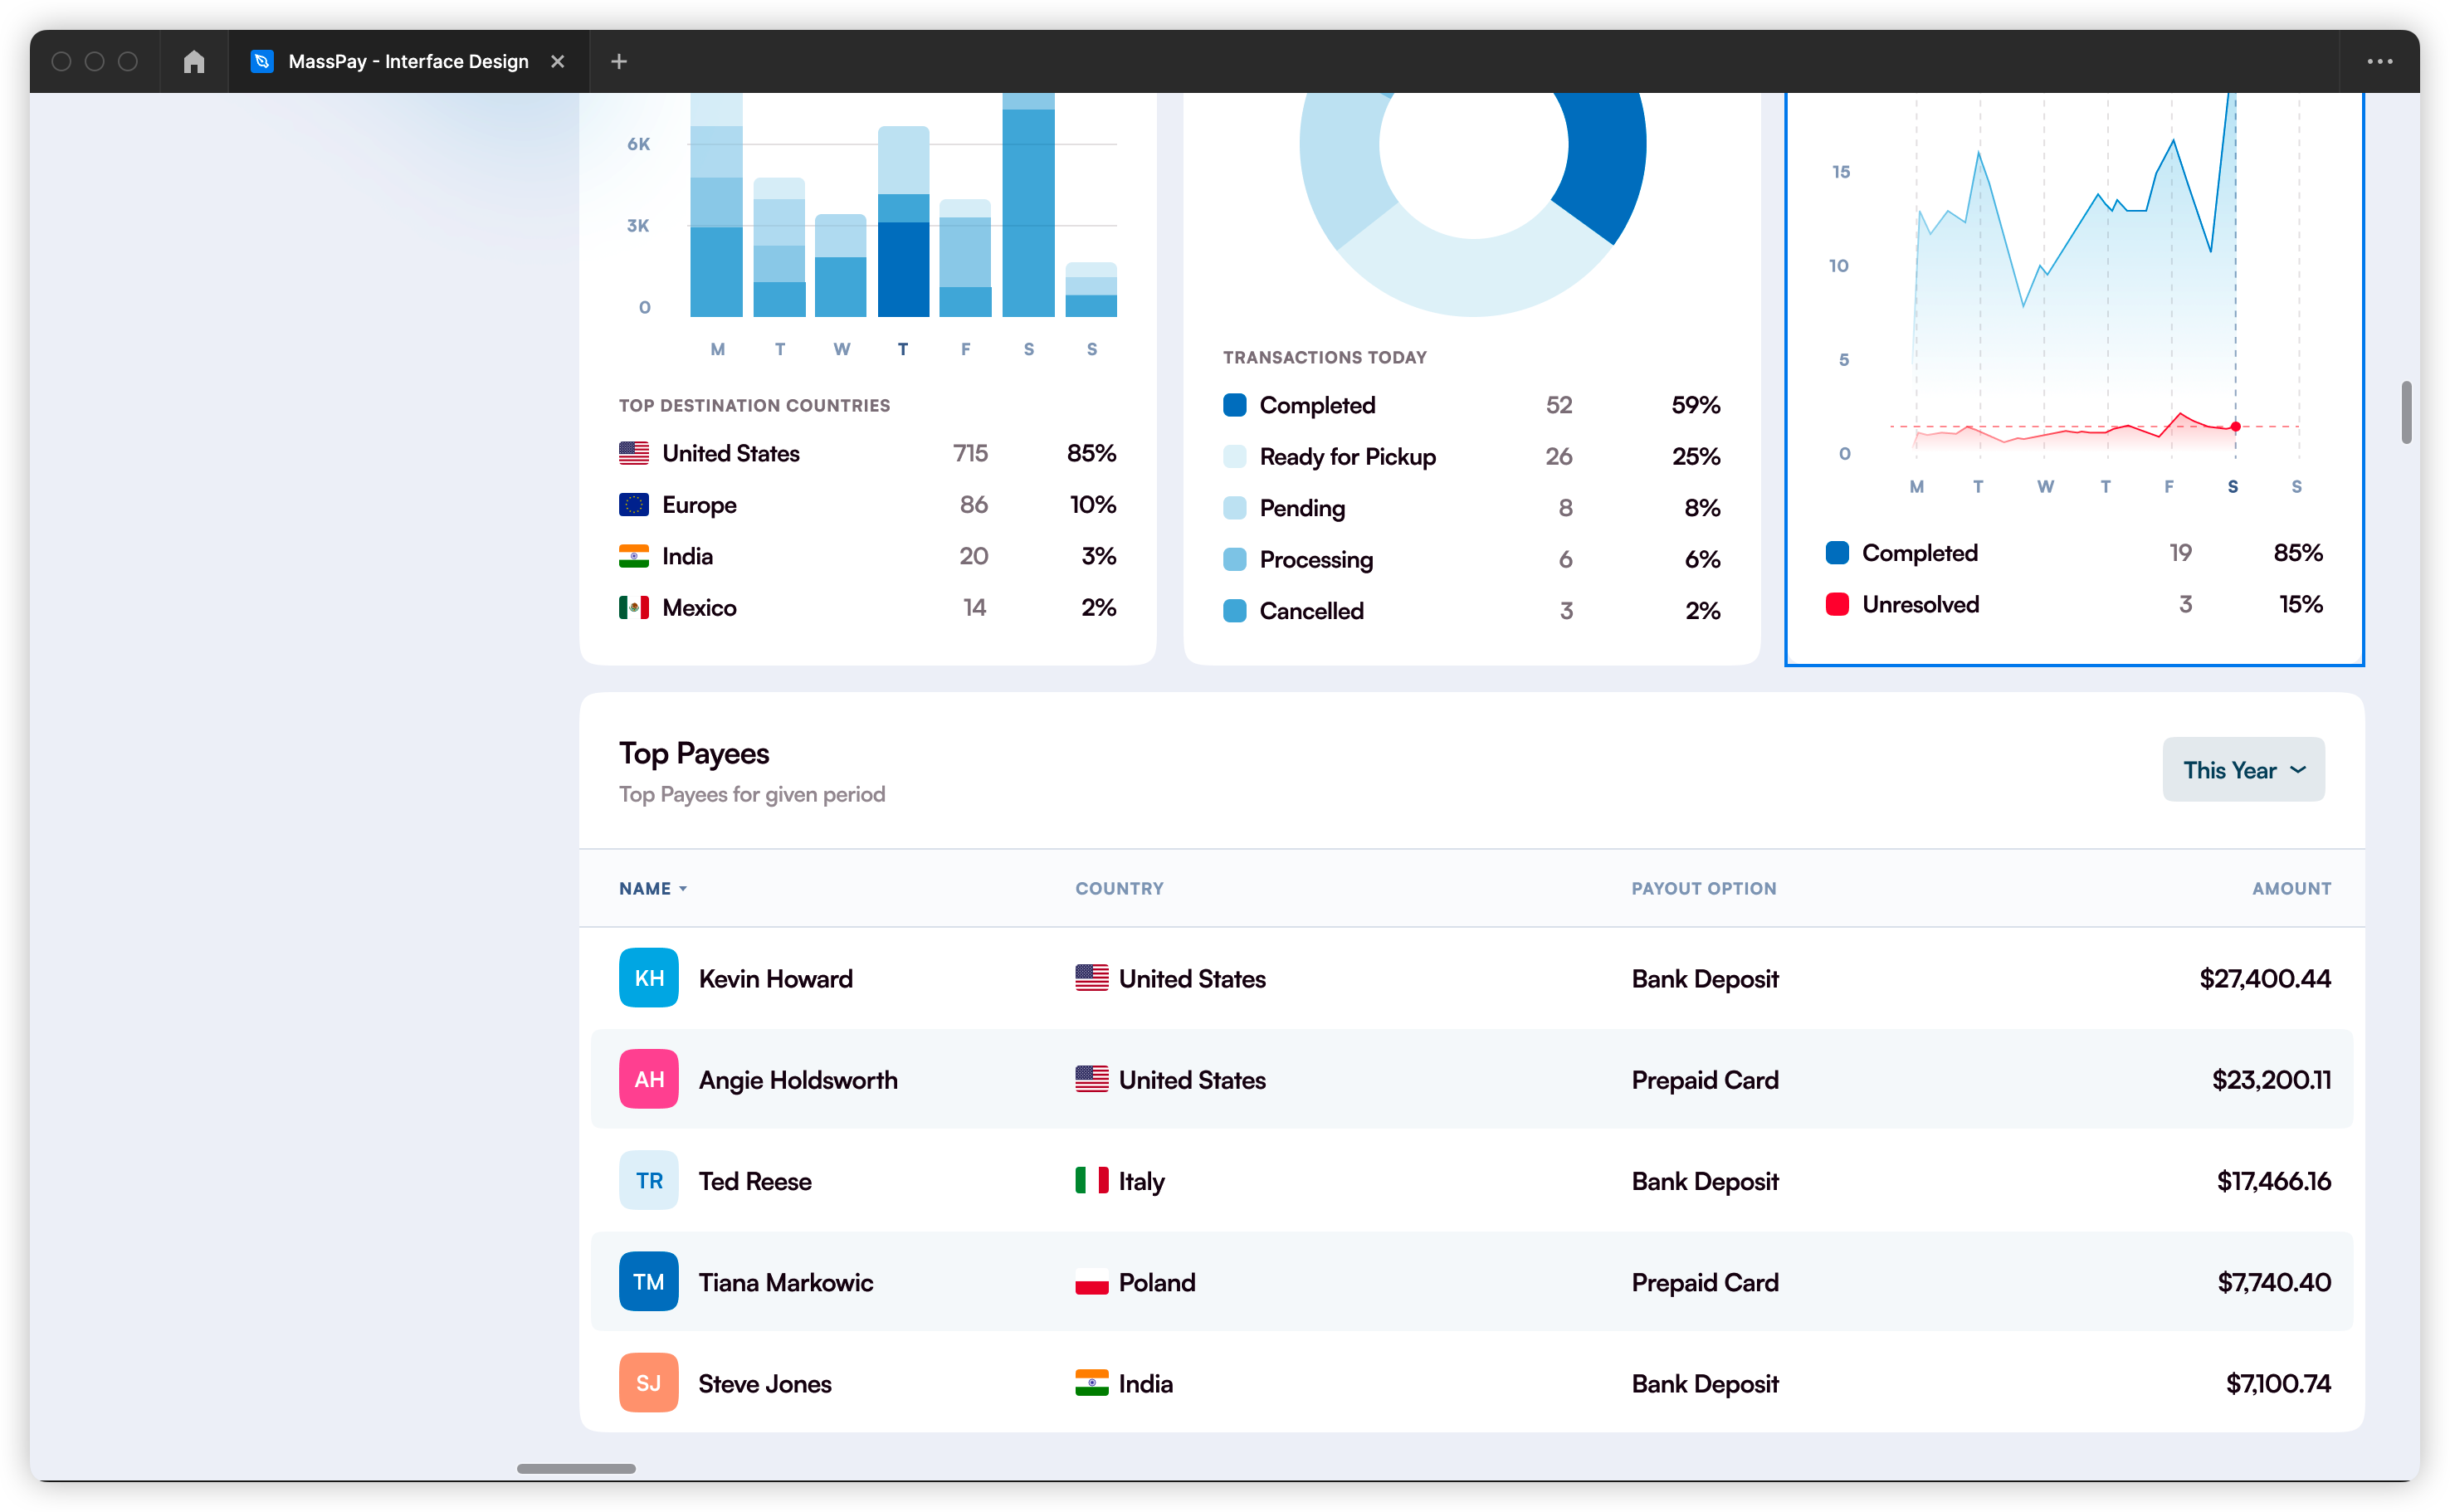 MassPay - Interface Design
6K
3K
0
M T W T F S S
TOP DESTINATION COUNTRIES
United States 715 85%
Europe 86 10%
India 20 3%
Mexico 14 2%
TRANSACTIONS TODAY
Completed 52 59%
Ready for Pickup 26 25%
Pending 8 8%
Processing 6 6%
Cancelled 3 2%
15
10
5
0
M T W T F S S
Completed 19 85%
Unresolved 3 15%
Top Payees
Top Payees for given period
This Year
NAME COUNTRY PAYOUT OPTION AMOUNT
KH Kevin Howard United States Bank Deposit $27,400.44
AH Angie Holdsworth United States Prepaid Card $23,200.11
TR Ted Reese Italy Bank Deposit $17,466.16
TM Tiana Markowic Poland Prepaid Card $7,740.40
SJ Steve Jones India Bank Deposit $7,100.74